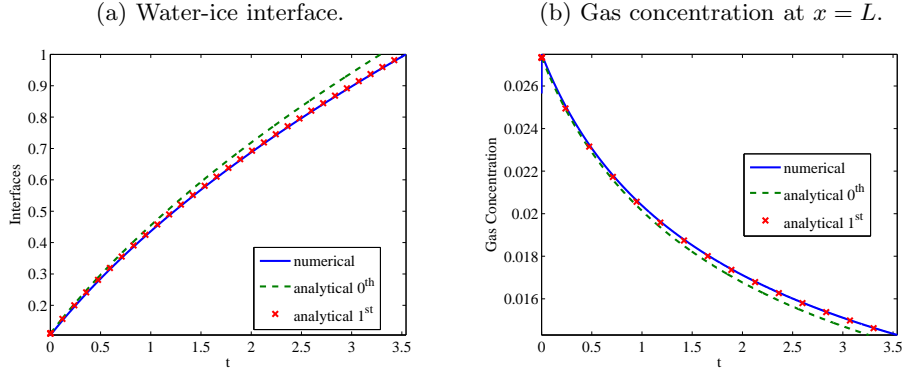 (a) Water-ice interface.
1
0.9
0.8
0.7
0.6
0.5
0.4
0.3
0.2
Interfaces
0 0.5 1 1.5 2 2.5 3 3.5
t
numerical
analytical 0th
analytical 1st
(b) Gas concentration at x = L.
0.026
0.024
0.022
0.02
0.018
0.016
Gas Concentration
0 0.5 1 1.5 2 2.5 3 3.5
t
numerical
analytical 0th
analytical 1st